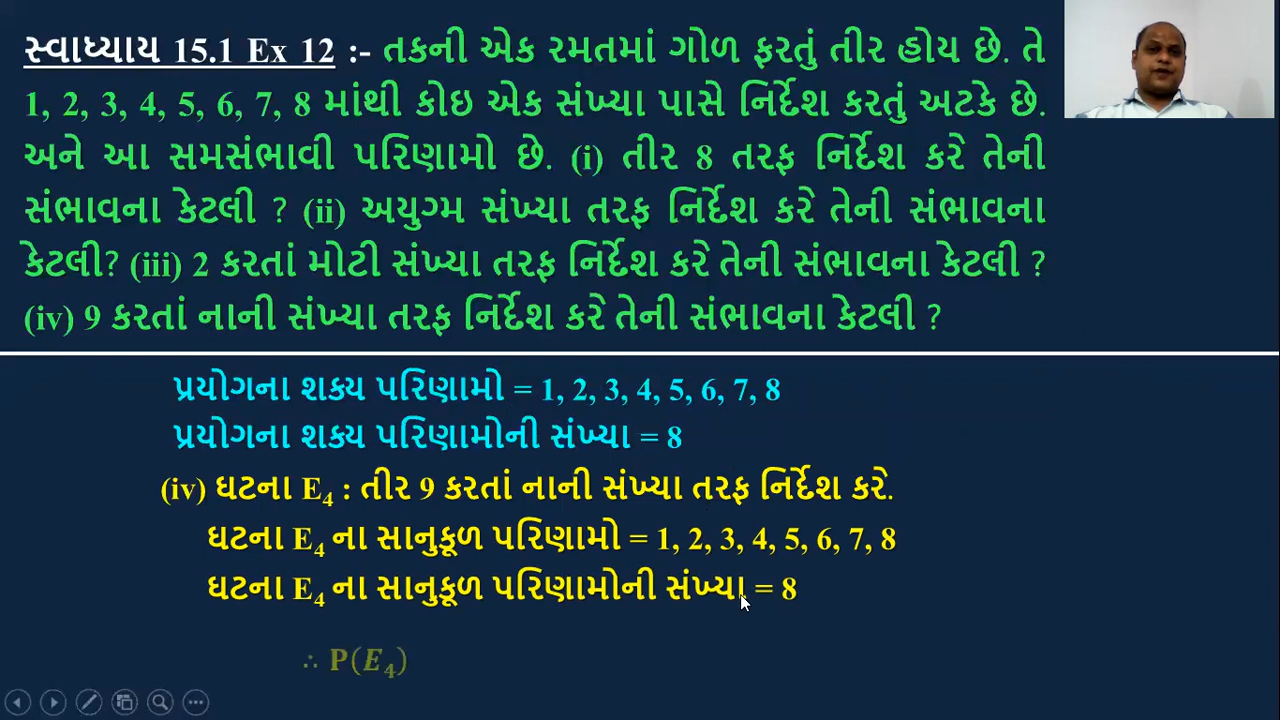 સ્વાધ્યાય 15.1 Ex 12 :- તકની એક રમતમાં ગોળ ફરતું તીર હોય છે. તે
1, 2, 3, 4, 5, 6, 7, 8 માંથી કોઇ એક સંખ્યા પાસે નિર્દેશ કરતું અટકે છે.
અને આ સમસંભાવી પરિણામો છે. (i) તીર 8 તરફ નિર્દેશ કરે તેની
સંભાવના કેટલી ? (ii) અયુગ્મ સંખ્યા તરફ નિર્દેશ કરે તેની સંભાવના
કેટલી? (iii) 2 કરતાં મોટી સંખ્યા તરફ નિર્દેશ કરે તેની સંભાવના કેટલી ?
(iv) 9 કરતાં નાની સંખ્યા તરફ નિર્દેશ કરે તેની સંભાવના કેટલી ?
પ્રયોગના શક્ય પરિણામો = 1, 2, 3, 4, 5, 6, 7, 8
પ્રયોગના શક્ય પરિણામોની સંખ્યા = 8
(iv) ઘટના E₄ : તીર 9 કરતાં નાની સંખ્યા તરફ નિર્દેશ કરે.
ઘટના E₄ ના સાનુકૂળ પરિણામો = 1, 2, 3, 4, 5, 6, 7, 8
ઘટના E₄ ના સાનુકૂળ પરિણામોની સંખ્યા = 8
∴ P(E₄)